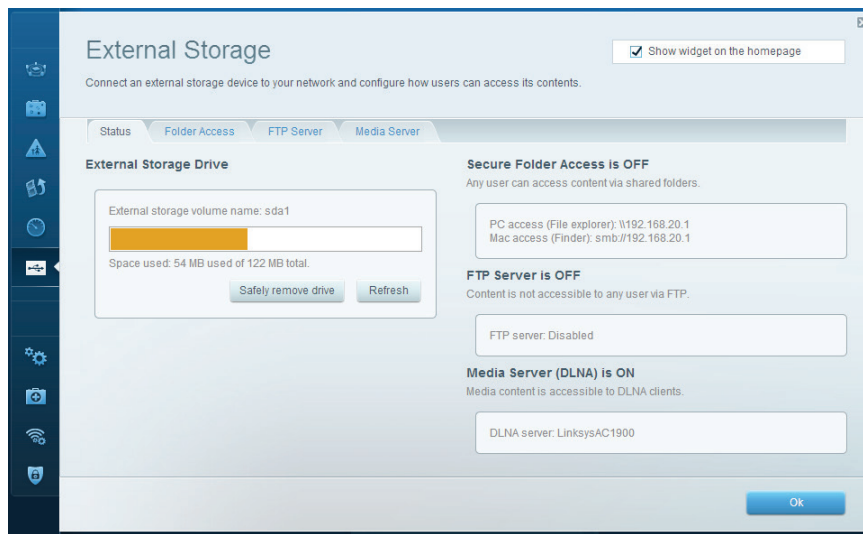 External Storage
Show widget on the homepage
Connect an external storage device to your network and configure how users can access its contents.
Status
Folder Access
FTP Server
Media Server
External Storage Drive
External storage volume name: sda1
Space used: 54 MB used of 122 MB total.
Safely remove drive
Refresh
Secure Folder Access is OFF
Any user can access content via shared folders.
PC access (File explorer): \\192.168.20.1
Mac access (Finder): smb://192.168.20.1
FTP Server is OFF
Content is not accessible to any user via FTP.
FTP server: Disabled
Media Server (DLNA) is ON
Media content is accessible to DLNA clients.
DLNA server: LinksysAC1900
Ok